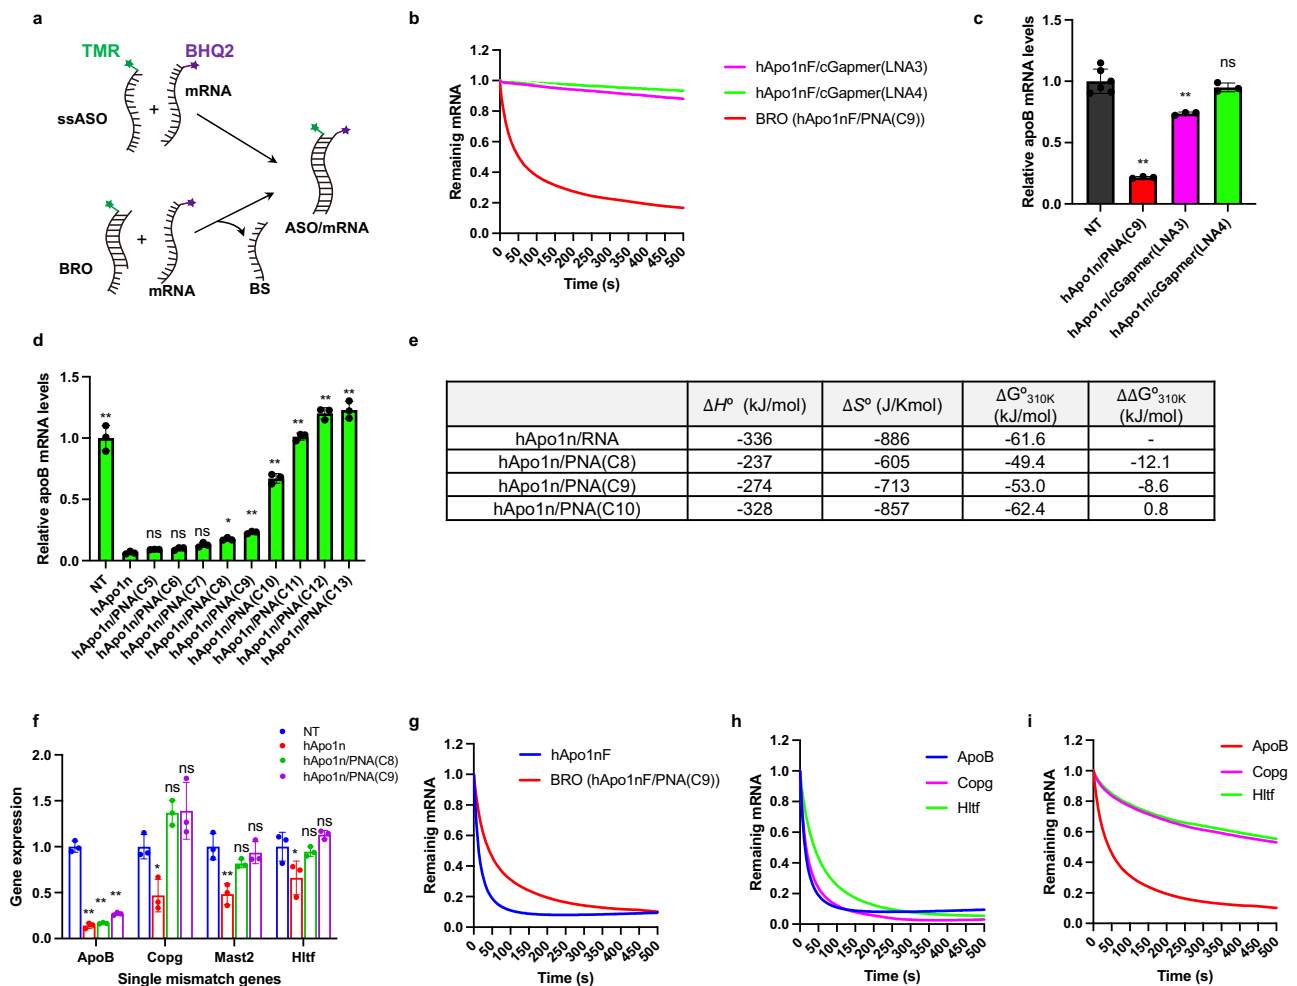 a
TMR
BHQ2
mRNA
ssASO
+
ASO/mRNA
+
BRO
mRNA
BS
b
1.2
1.0
0.8
0.6
0.4
0.2
0.0
Remainig mRNA
0 50 100 150 200 250 300 350 400 450 500
Time (s)
hApo1nF/cGapmer(LNA3)
hApo1nF/cGapmer(LNA4)
BRO (hApo1nF/PNA(C9))
c
Relative apoB mRNA levels
1.5
1.0
0.5
0.0
** ** ns
NT
hApo1n/PNA(C9)
hApo1n/cGapmer(LNA3)
hApo1n/cGapmer(LNA4)
d
Relative apoB mRNA levels
1.5
1.0
0.5
0.0
** ns ns ns * ** ** ** ** **
NT
hApo1n
hApo1n/PNA(C5)
hApo1n/PNA(C6)
hApo1n/PNA(C7)
hApo1n/PNA(C8)
hApo1n/PNA(C9)
hApo1n/PNA(C10)
hApo1n/PNA(C11)
hApo1n/PNA(C12)
hApo1n/PNA(C13)
e
ΔHº (kJ/mol) ΔSº (J/Kmol) ΔGº310K (kJ/mol) ΔΔGº310K (kJ/mol)
hApo1n/RNA -336 -886 -61.6 -
hApo1n/PNA(C8) -237 -605 -49.4 -12.1
hApo1n/PNA(C9) -274 -713 -53.0 -8.6
hApo1n/PNA(C10) -328 -857 -62.4 0.8
f
NT
hApo1n
hApo1n/PNA(C8)
hApo1n/PNA(C9)
Gene expression
2.0
1.5
1.0
0.5
0.0
** ** ** * ns ns ** ns ns * ns ns
ApoB Copg Mast2 Hltf
Single mismatch genes
g
hApo1nF
BRO (hApo1nF/PNA(C9))
Remainig mRNA
1.2
1.0
0.8
0.6
0.4
0.2
0.0
0 50 100 150 200 250 300 350 400 450 500
Time (s)
h
ApoB
Copg
Hltf
Remainig mRNA
1.2
1.0
0.8
0.6
0.4
0.2
0.0
0 50 100 150 200 250 300 350 400 450 500
Time (s)
i
ApoB
Copg
Hltf
Remainig mRNA
1.2
1.0
0.8
0.6
0.4
0.2
0.0
0 50 100 150 200 250 300 350 400 450 500
Time (s)